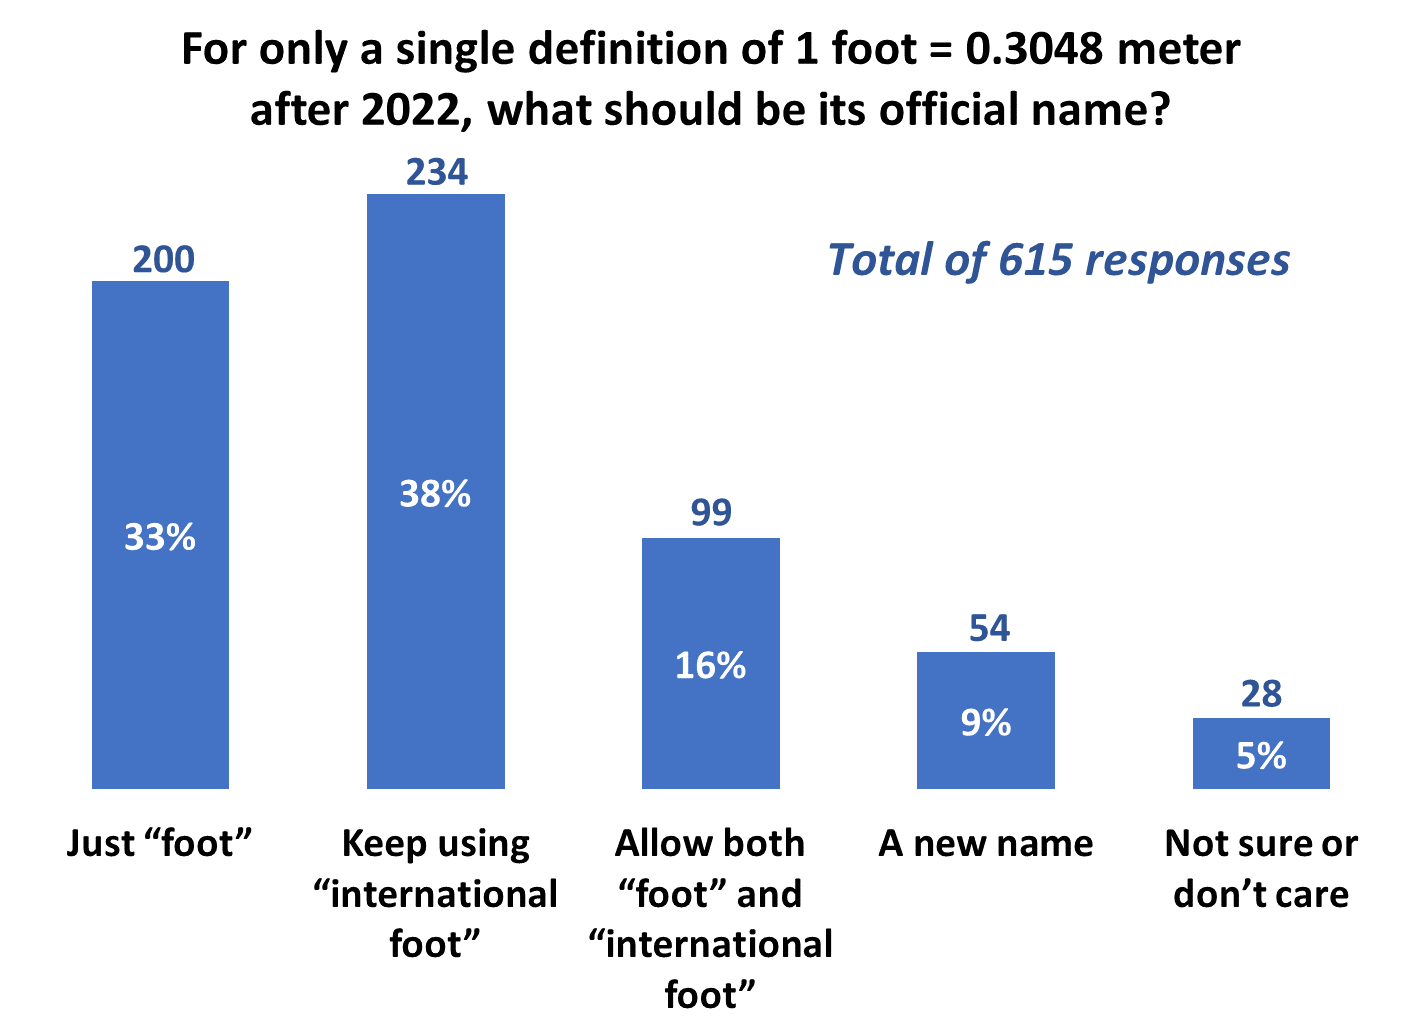 For only a single definition of 1 foot = 0.3048 meter
after 2022, what should be its official name?
234
200
Total of 615 responses
38%
99
33%
54
16%
28
9%
5%
Just “foot”
Keep using
“international
foot”
Allow both
“foot” and
“international
foot”
A new name
Not sure or
don’t care